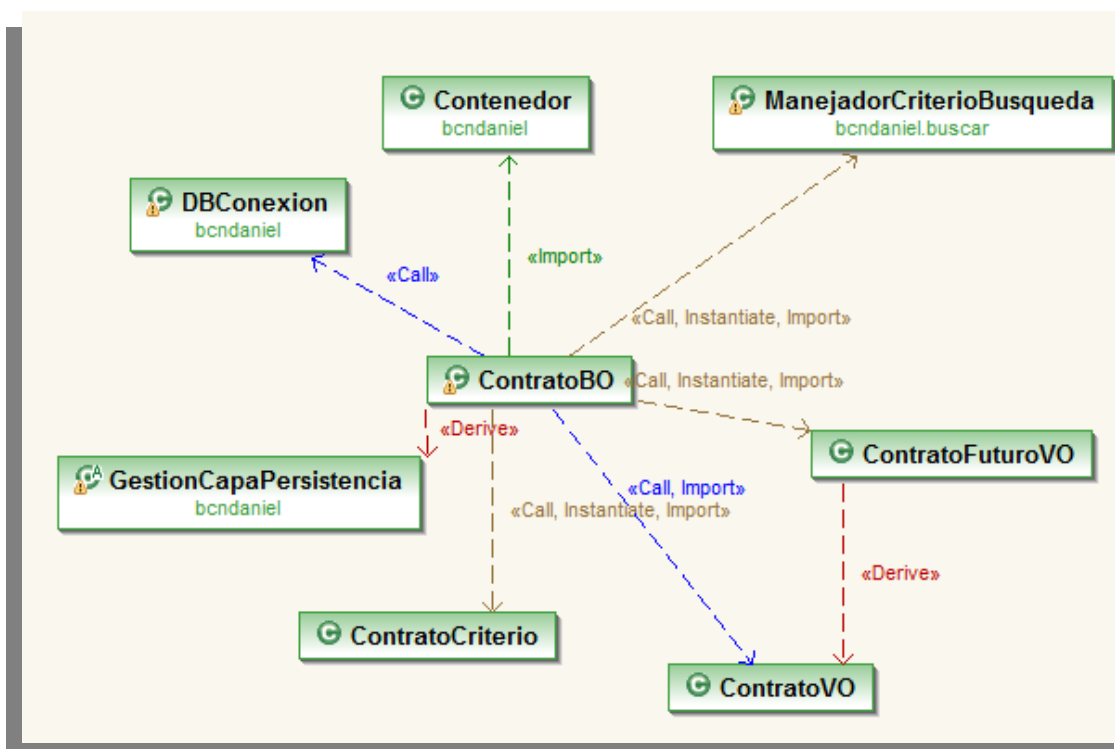 Contenedor
bcndaniel
ManejadorCriterioBusqueda
bcndaniel.buscar
DBConexion
bcndaniel
«Import»
«Call»
«Call, Instantiate, Import»
ContratoBO
«Call, Instantiate, Import»
«Derive»
ContratoFuturoVO
GestionCapaPersistencia
bcndaniel
«Call, Import»
«Call, Instantiate, Import»
«Derive»
ContratoCriterio
ContratoVO